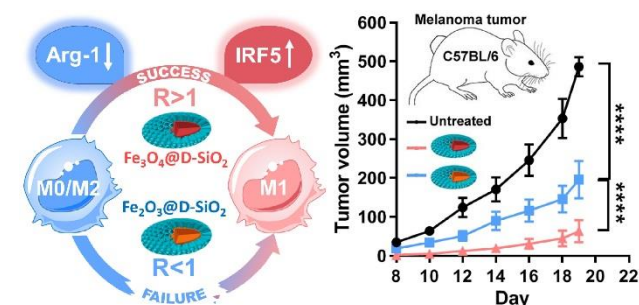 Arg-1↓
IRF5↑
SUCCESS
R>1
Fe₃O₄@D-SiO₂
M0/M2
M1
Fe₂O₃@D-SiO₂
R<1
FAILURE
Melanoma tumor
C57BL/6
Untreated
****
****
Tumor volume (mm³)
600
500
400
300
200
100
0
8 10 12 14 16 18 20 22
Day